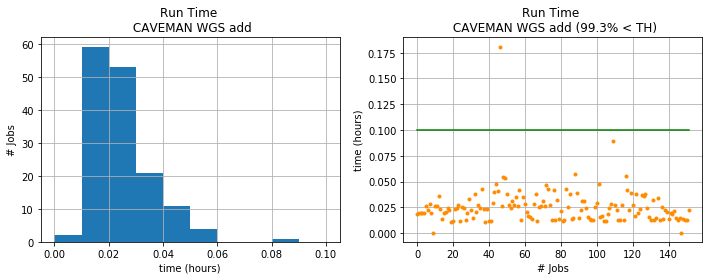 Run Time
CAVEMAN WGS add
# Jobs
60
50
40
30
20
10
0
0.00 0.02 0.04 0.06 0.08 0.10
time (hours)
Run Time
CAVEMAN WGS add (99.3% < TH)
time (hours)
0.175
0.150
0.125
0.100
0.075
0.050
0.025
0.000
0 20 40 60 80 100 120 140
# Jobs